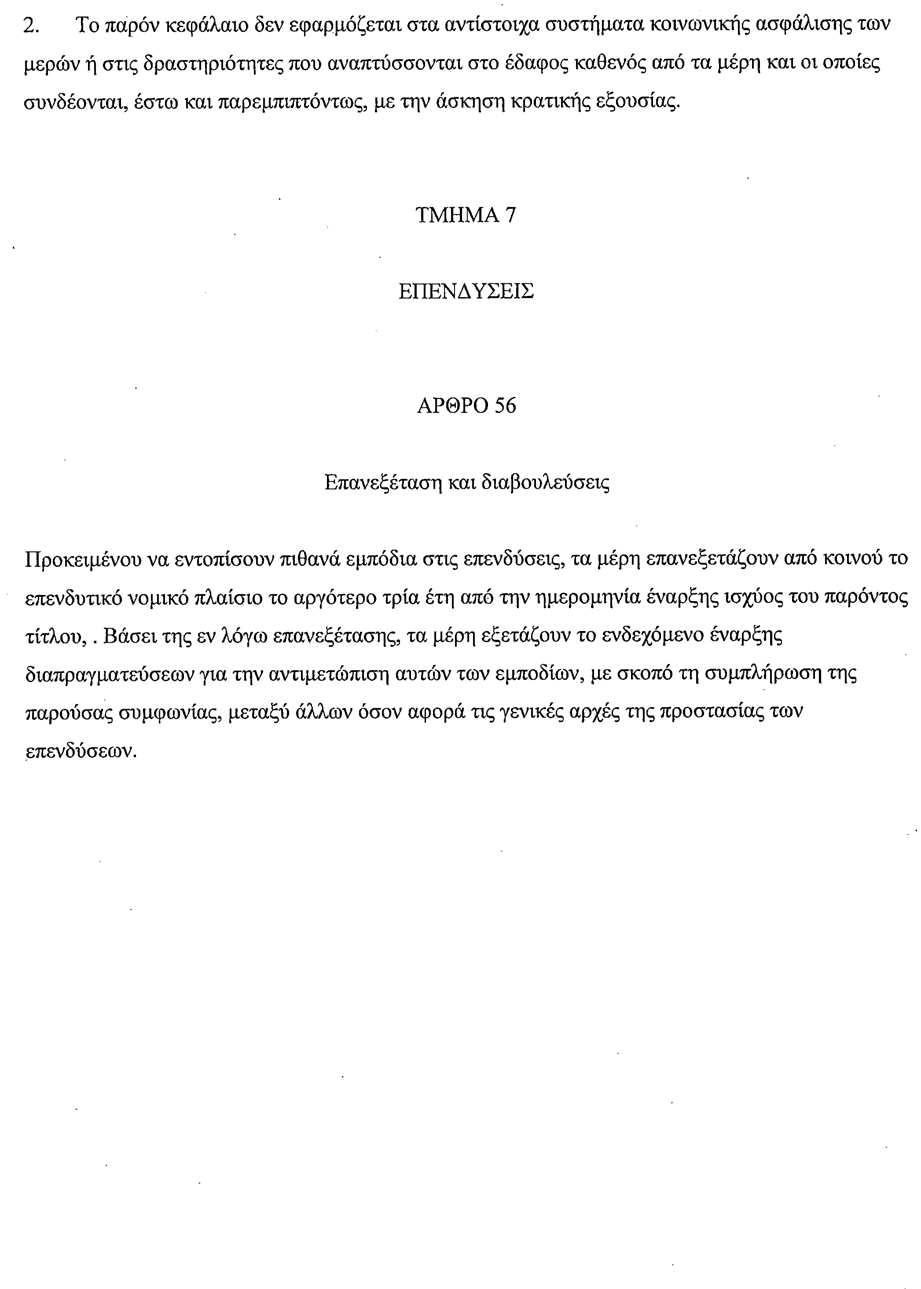 2. Το παρόν κεφάλαιο δεν εφαρμόζεται στα αντίστοιχα συστήματα κοινωνικής ασφάλισης των
μερών ή στις δραστηριότητες που αναπτύσσονται στο έδαφος καθενός από τα μέρη και οι οποίες
συνδέονται, έστω και παρεμπιπτόντως, με την άσκηση κρατικής εξουσίας.
ΤΜΗΜΑ 7
ΕΠΕΝΔΥΣΕΙΣ
ΑΡΘΡΟ 56
Επανεξέταση και διαβουλεύσεις
Προκειμένου να εντοπίσουν πιθανά εμπόδια στις επενδύσεις, τα μέρη επανεξετάζουν από κοινού το
επενδυτικό νομικό πλαίσιο το αργότερο τρία έτη από την ημερομηνία έναρξης ισχύος του παρόντος
τίτλου, . Βάσει της εν λόγω επανεξέτασης, τα μέρη εξετάζουν το ενδεχόμενο έναρξης
διαπραγματεύσεων για την αντιμετώπιση αυτών των εμποδίων, με σκοπό τη συμπλήρωση της
παρούσας συμφωνίας, μεταξύ άλλων όσον αφορά τις γενικές αρχές της προστασίας των
επενδύσεων.